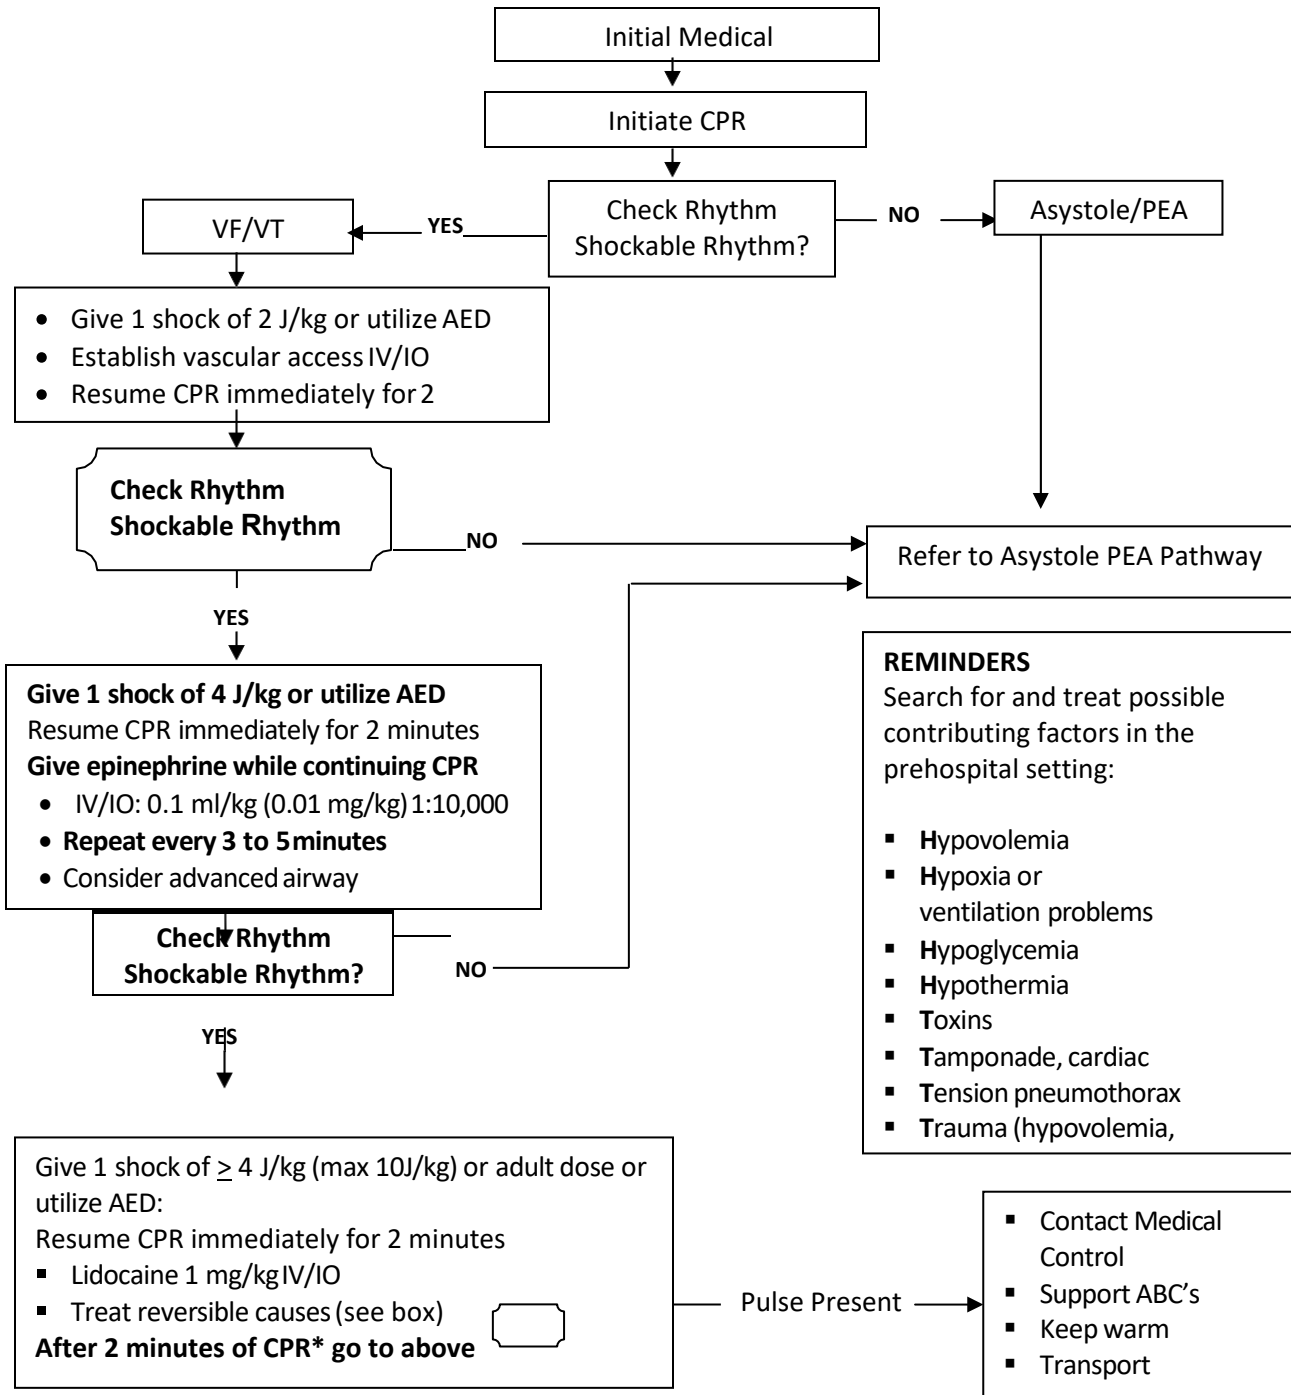 Initial Medical
Initiate CPR
Check Rhythm
Shockable Rhythm?
YES
NO
VF/VT
Asystole/PEA
• Give 1 shock of 2 J/kg or utilize AED
• Establish vascular access IV/IO
• Resume CPR immediately for 2
Check Rhythm
Shockable Rhythm
NO
Refer to Asystole PEA Pathway
YES
Give 1 shock of 4 J/kg or utilize AED
Resume CPR immediately for 2 minutes
Give epinephrine while continuing CPR
• IV/IO: 0.1 ml/kg (0.01 mg/kg) 1:10,000
• Repeat every 3 to 5 minutes
• Consider advanced airway
Check Rhythm
Shockable Rhythm?
NO
YES
REMINDERS
Search for and treat possible
contributing factors in the
prehospital setting:
▪ Hypovolemia
▪ Hypoxia or
ventilation problems
▪ Hypoglycemia
▪ Hypothermia
▪ Toxins
▪ Tamponade, cardiac
▪ Tension pneumothorax
▪ Trauma (hypovolemia,
Give 1 shock of ≥ 4 J/kg (max 10J/kg) or adult dose or
utilize AED:
Resume CPR immediately for 2 minutes
▪ Lidocaine 1 mg/kg IV/IO
▪ Treat reversible causes (see box)
After 2 minutes of CPR* go to above
Pulse Present
▪ Contact Medical
Control
▪ Support ABC's
▪ Keep warm
▪ Transport